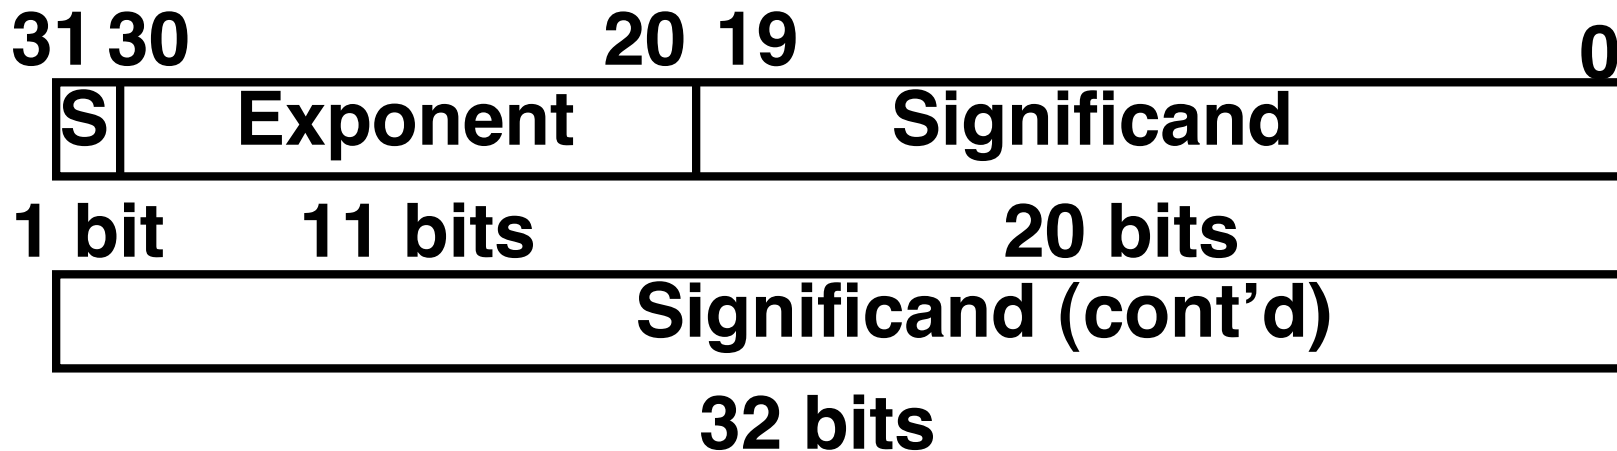 31 30 20 19 0
S Exponent Significand
1 bit 11 bits 20 bits
Significand (cont’d)
32 bits